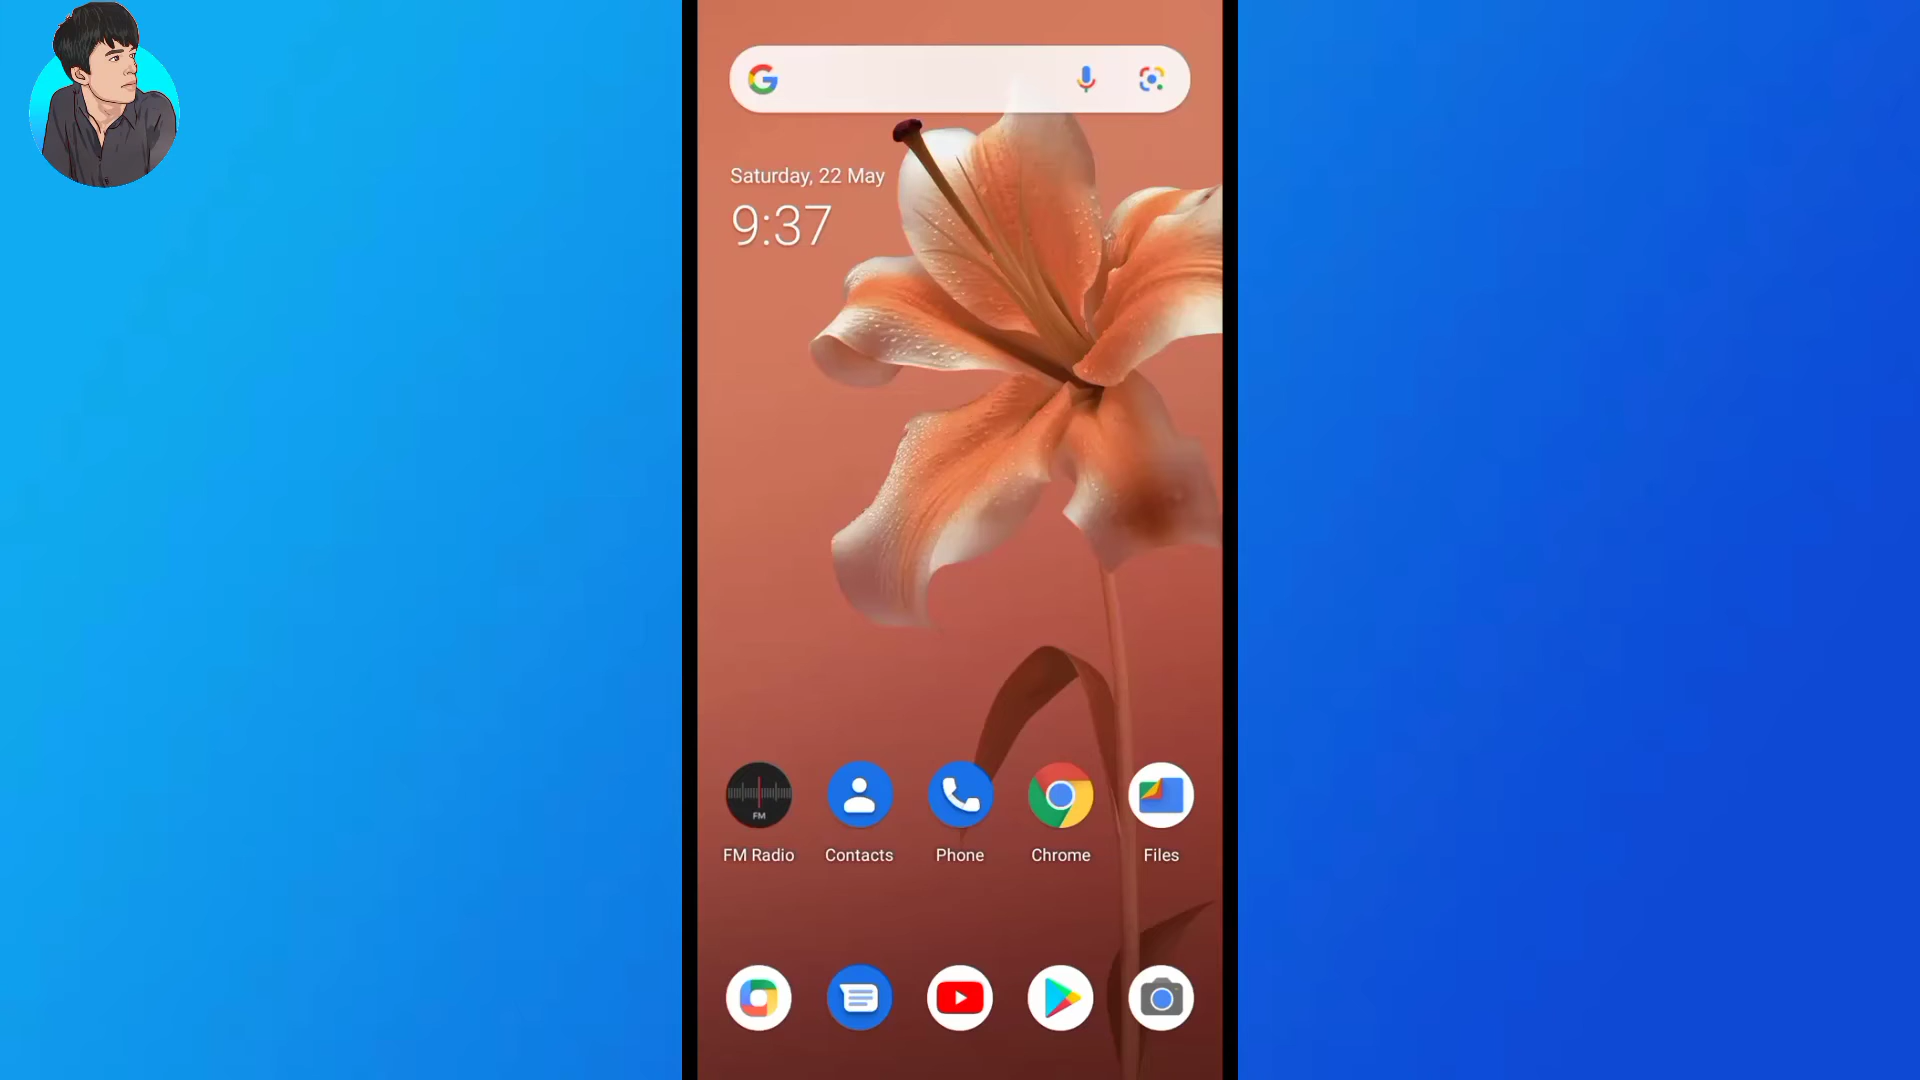 Saturday, 22 May
9:37
FM
FM Radio
Contacts
Phone
Chrome
Files